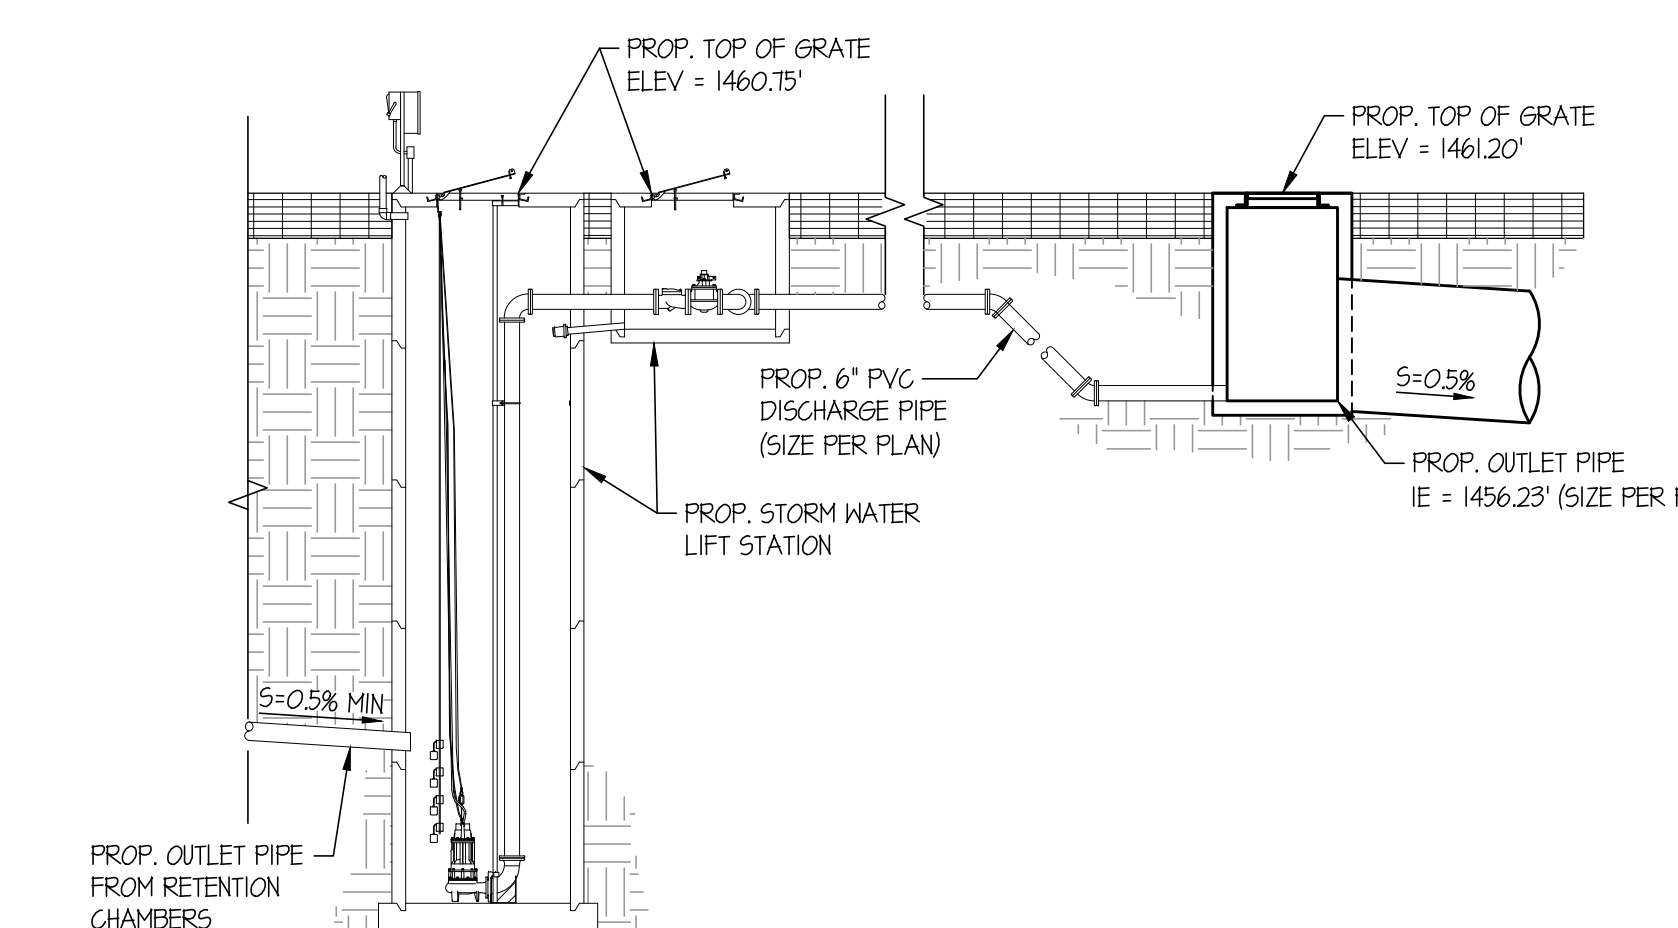 PROP. TOP OF GRATE
ELEV = 1460.75'
PROP. TOP OF GRATE
ELEV = 1461.20'
PROP. 6" PVC
DISCHARGE PIPE
(SIZE PER PLAN)
S=0.5%
PROP. OUTLET PIPE
IE = 1456.23' (SIZE PER
PROP. STORM WATER
LIFT STATION
S=0.5% MIN
PROP. OUTLET PIPE
FROM RETENTION
CHAMBERS